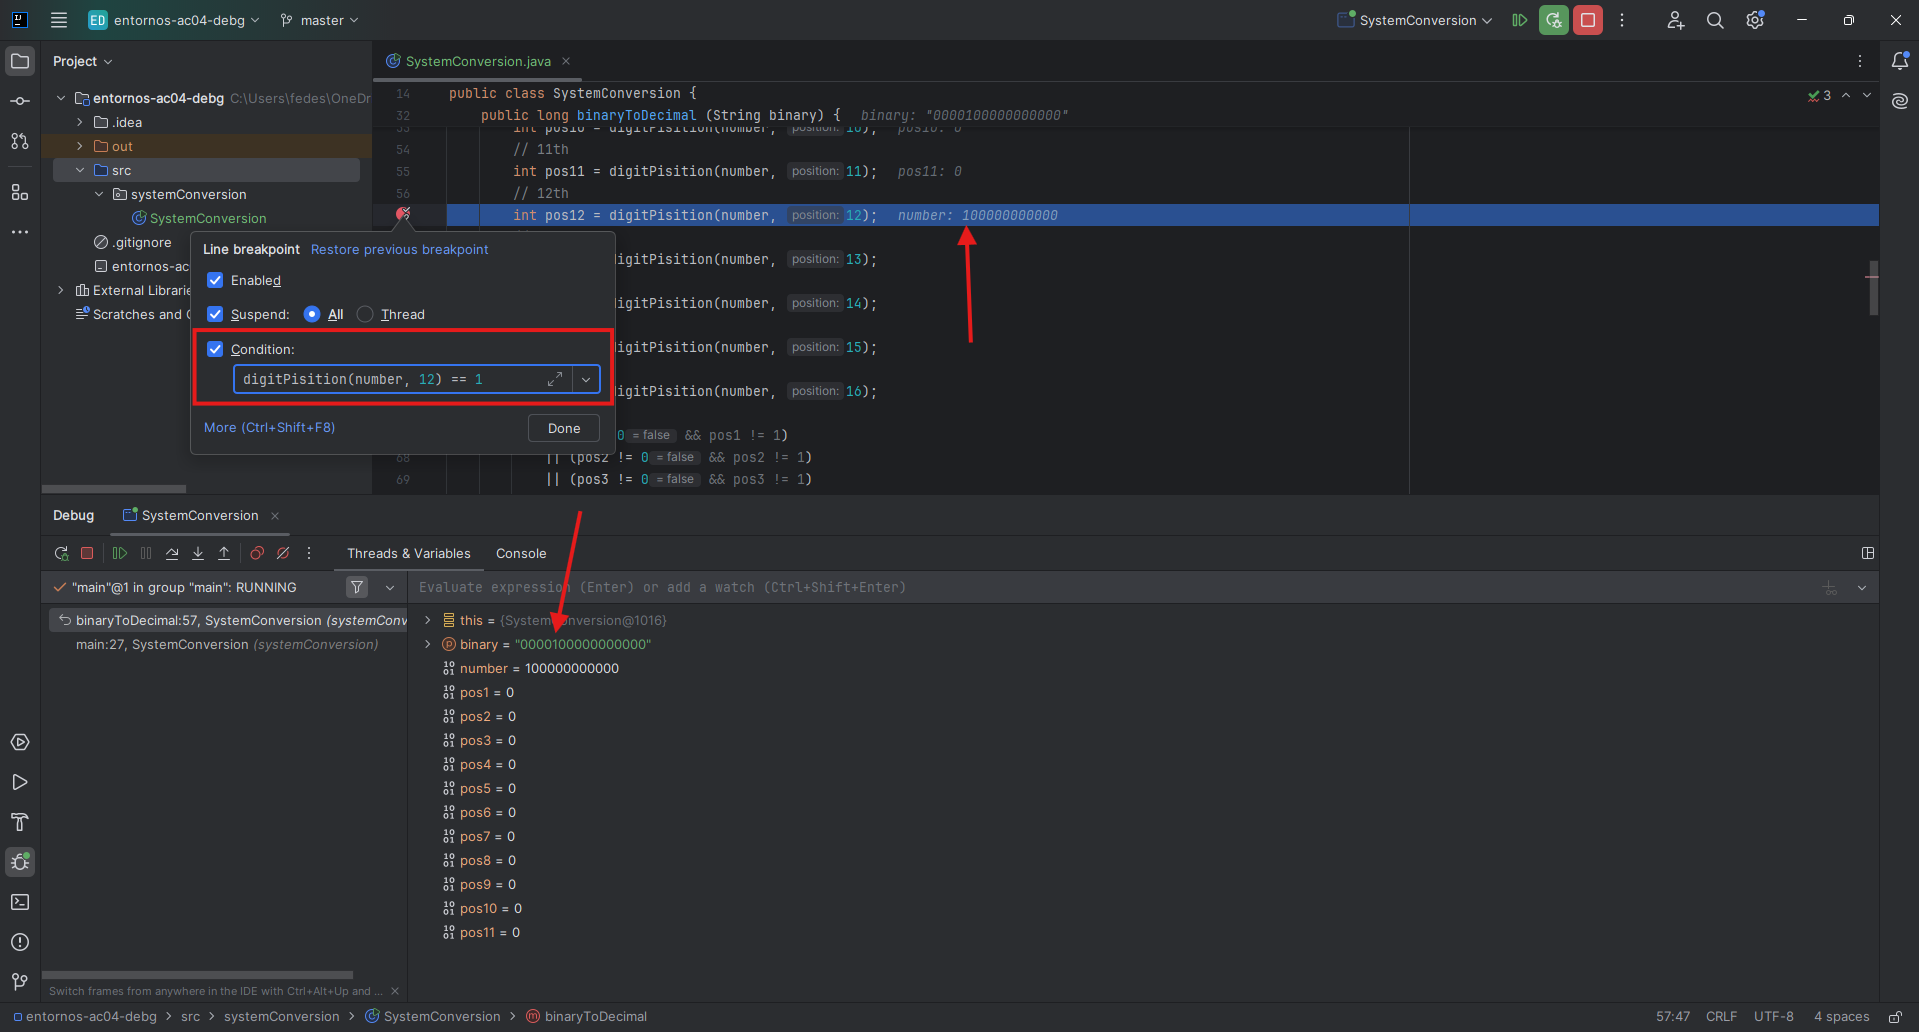 ED entornos-ac04-debg master SystemConversion
Project
SystemConversion.java
entornos-ac04-debg C:\Users\fedes\OneDr
.idea
out
src
systemConversion
SystemConversion
.gitignore
entornos-ac
External Librarie
Scratches and C
14 public class SystemConversion {
3
32 public long binaryToDecimal (String binary) { binary: "0000100000000000"
53 int pos10 = digitPisition(number, position: 10); pos10: 0
54 // 11th
55 int pos11 = digitPisition(number, position: 11); pos11: 0
56 // 12th
int pos12 = digitPisition(number, position: 12); number: 100000000000
igitPisition(number, position: 13);
igitPisition(number, position: 14);
igitPisition(number, position: 15);
igitPisition(number, position: 16);
0 = false && pos1 != 1)
68 || (pos2 != 0 = false && pos2 != 1)
69 || (pos3 != 0 = false && pos3 != 1)
Line breakpoint Restore previous breakpoint
Enabled
Suspend: All Thread
Condition:
digitPisition(number, 12) == 1
More (Ctrl+Shift+F8) Done
Debug SystemConversion
Threads & Variables Console
"main"@1 in group "main": RUNNING
Evaluate expression (Enter) or add a watch (Ctrl+Shift+Enter)
binaryToDecimal:57, SystemConversion (systemConv
main:27, SystemConversion (systemConversion)
this = {SystemConversion@1016}
binary = "0000100000000000"
number = 100000000000
pos1 = 0
pos2 = 0
pos3 = 0
pos4 = 0
pos5 = 0
pos6 = 0
pos7 = 0
pos8 = 0
pos9 = 0
pos10 = 0
pos11 = 0
Switch frames from anywhere in the IDE with Ctrl+Alt+Up and ...
entornos-ac04-debg > src > systemConversion > SystemConversion > binaryToDecimal
57:47 CRLF UTF-8 4 spaces